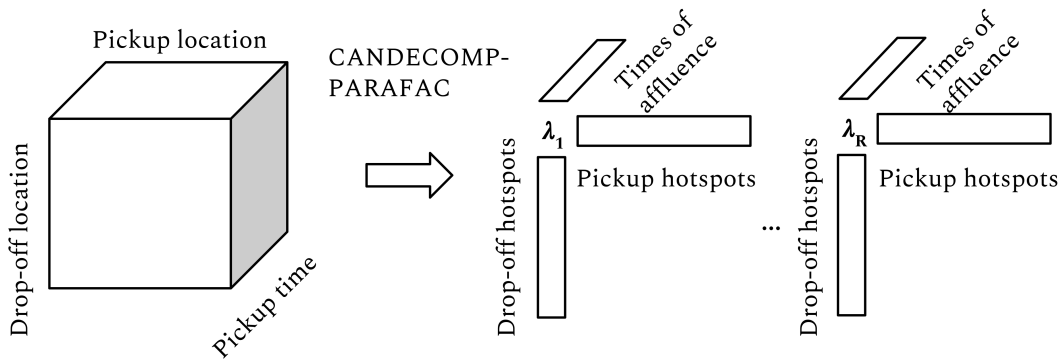 Pickup location
Drop-off location
Pickup time
CANDECOMP-
PARAFAC
Times of
affluence
λ1
Pickup hotspots
Drop-off hotspots
...
Times of
affluence
λR
Pickup hotspots
Drop-off hotspots